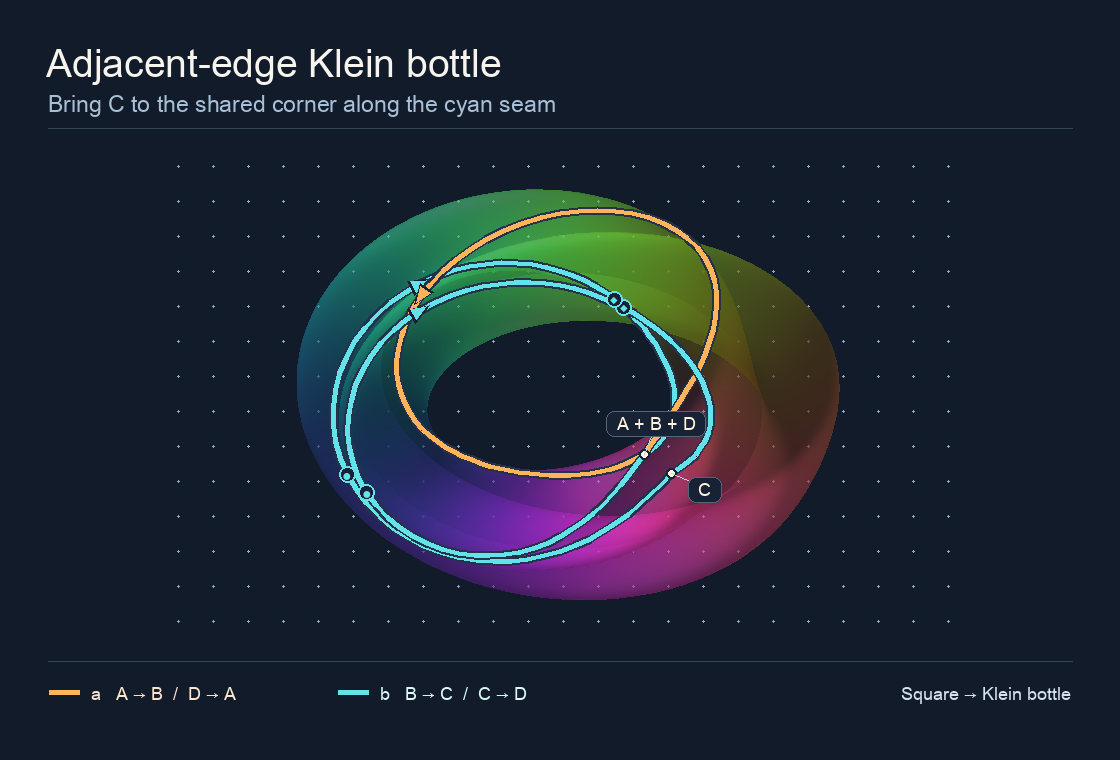 Adjacent-edge Klein bottle
Bring C to the shared corner along the cyan seam
A + B + D
C
a A→B / D→A
b B→C / C→D
Square→Klein bottle